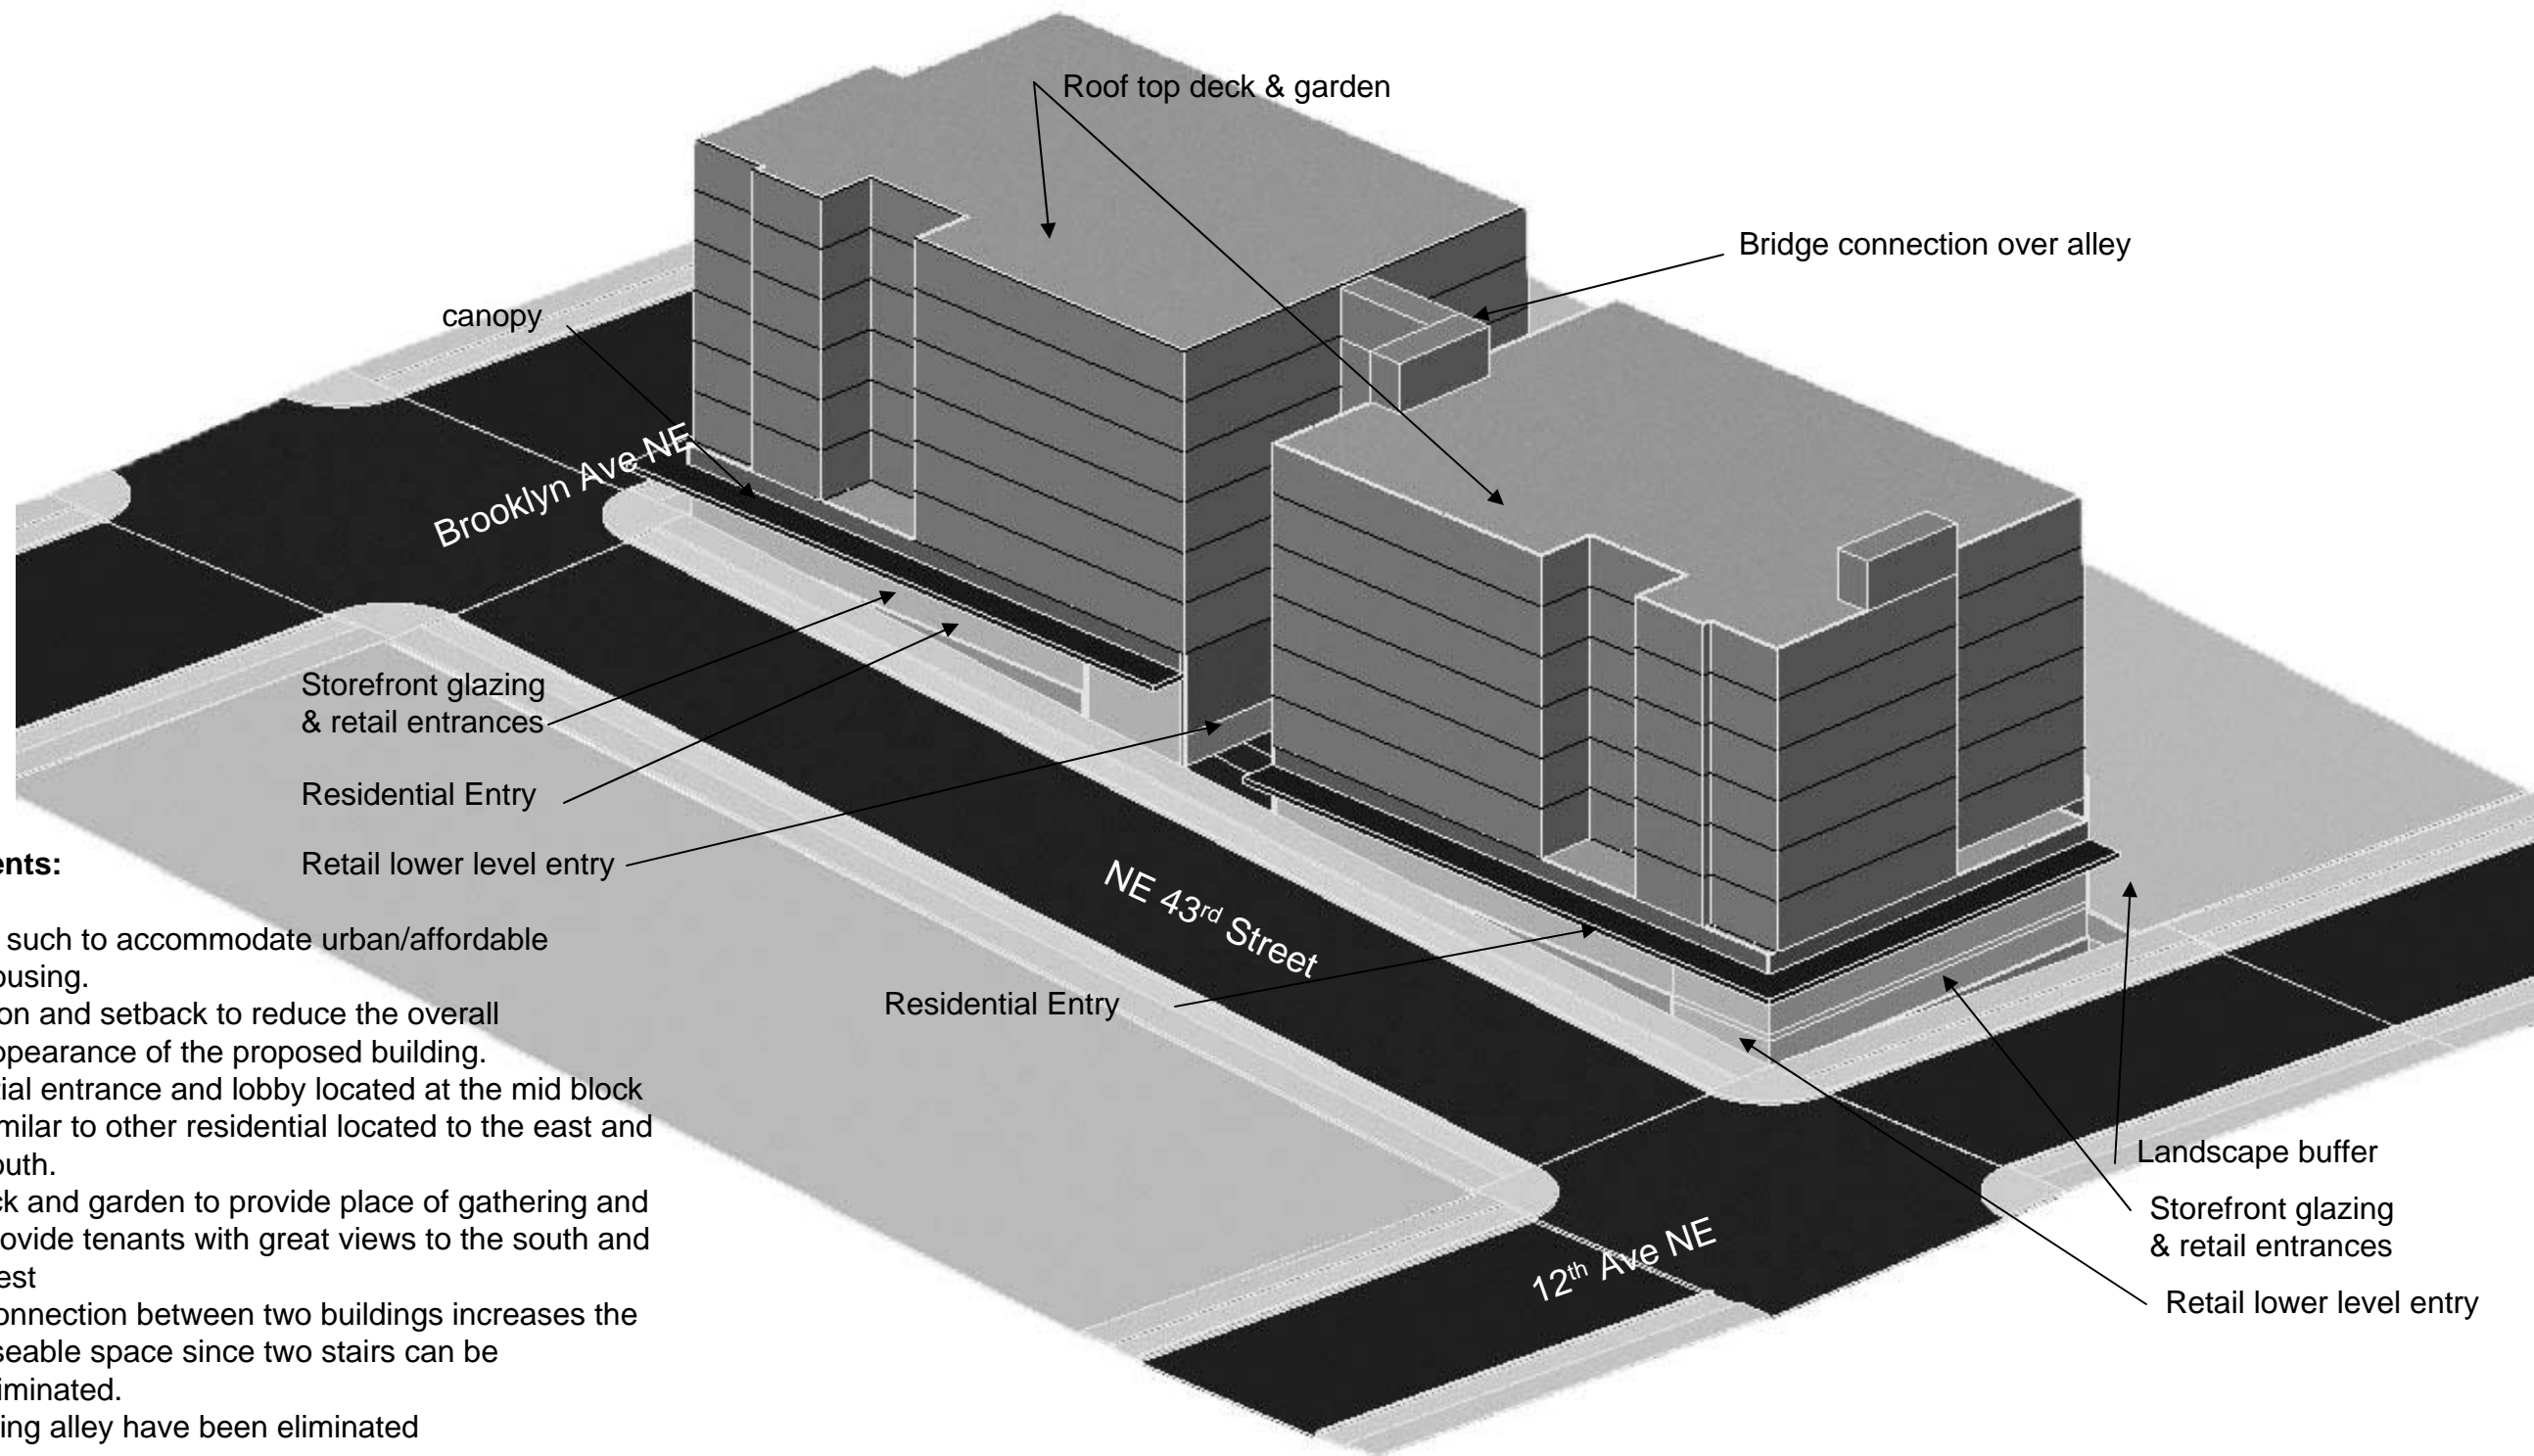 Roof top deck & garden
Bridge connection over alley
canopy
Brooklyn Ave NE
Storefront glazing
& retail entrances
Residential Entry
Retail lower level entry
NE 43rd Street
Residential Entry
12th Ave NE
Landscape buffer
Storefront glazing
& retail entrances
Retail lower level entry
ents:
such to accommodate urban/affordable
ousing.
on and setback to reduce the overall
ppearance of the proposed building.
tial entrance and lobby located at the mid block
milar to other residential located to the east and
outh.
ck and garden to provide place of gathering and
ovide tenants with great views to the south and
est
onnection between two buildings increases the
seable space since two stairs can be
iminated.
ing alley have been eliminated